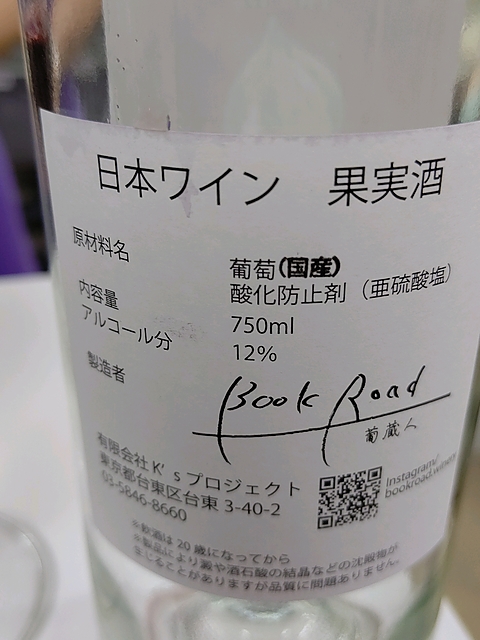 日本ワイン 果実酒
原材料名 葡萄(国産)
酸化防止剤（亜硫酸塩）
内容量 750ml
アルコール分 12%
製造者
Book Road
葡蔵人
有限会社K'sプロジェクト
東京都台東区台東3-40-2
03-5846-8660
Instagram/
bookroad.winery
※飲酒は20歳になってから
※製品により澱や酒石酸の結晶などの沈殿物が
生じることがありますが品質に問題ありません。